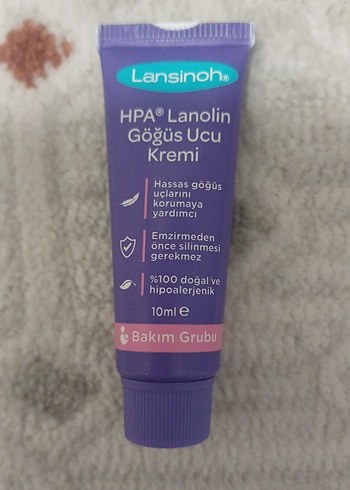 Lansinoh®
HPA® Lanolin
Göğüs Ucu
Kremi
Hassas göğüs
uçlarını
korumaya
yardımcı
Emzirmeden
önce silinmesi
gerekmez
%100 doğal ve
hipoalerjenik
10ml e
Bakım Grubu